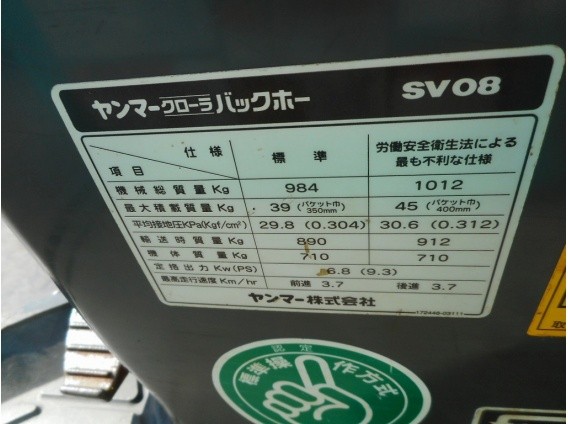 ヤンマークローラバックホー SV08
仕様 標準 労働安全衛生法による最も不利な仕様
項目
機械総質量 Kg 984 1012
最大積載質量 Kg 39 (バケット巾 350mm) 45 (バケット巾 400mm)
平均接地圧KPa(Kgf/cm²) 29.8 (0.304) 30.6 (0.312)
輸送時質量 Kg 890 912
機体質量 Kg 710 710
定格出力 Kw(PS) 6.8 (9.3)
最高走行速度 Km/hr 前進 3.7 後進 3.7
ヤンマー株式会社
172446-03111
認定
標準操作方式
取